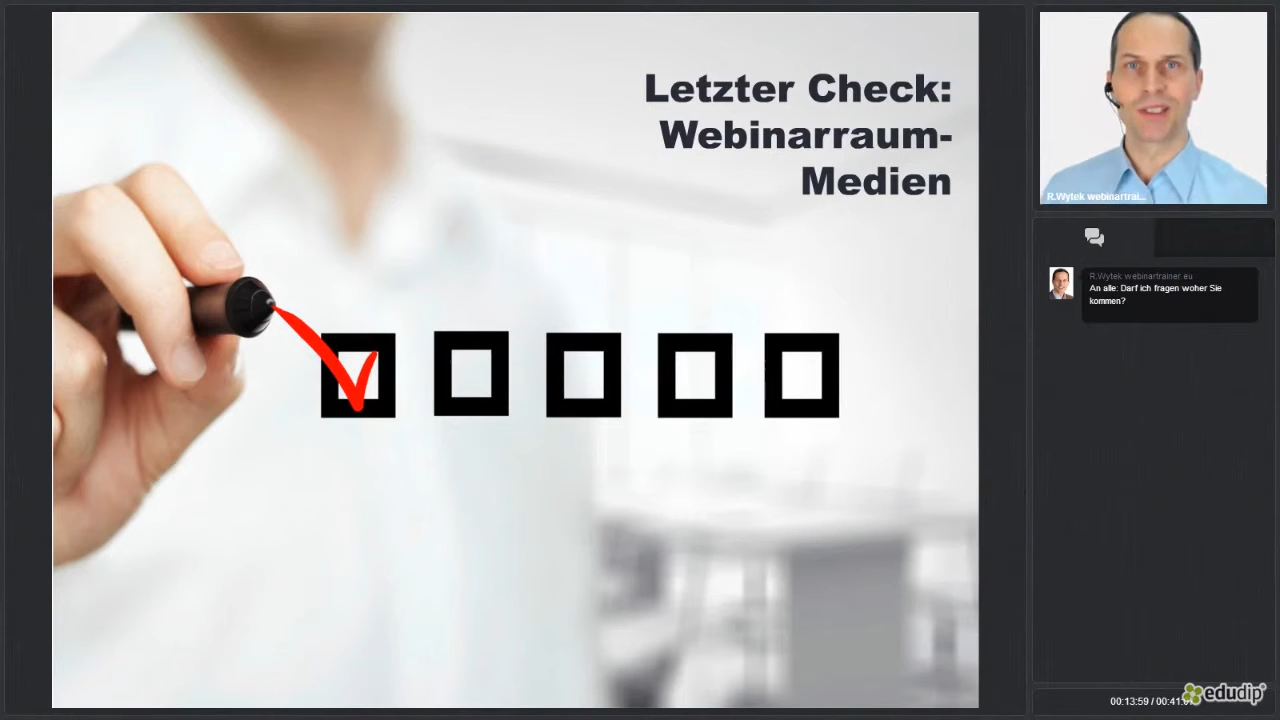 Letzter Check:
Webinarraum-
Medien
R.Wytek webinartrai...
R.Wytek webinartrainer eu
An alle: Darf ich fragen woher Sie
kommen?
00:13:59 / 00:41:
edudip